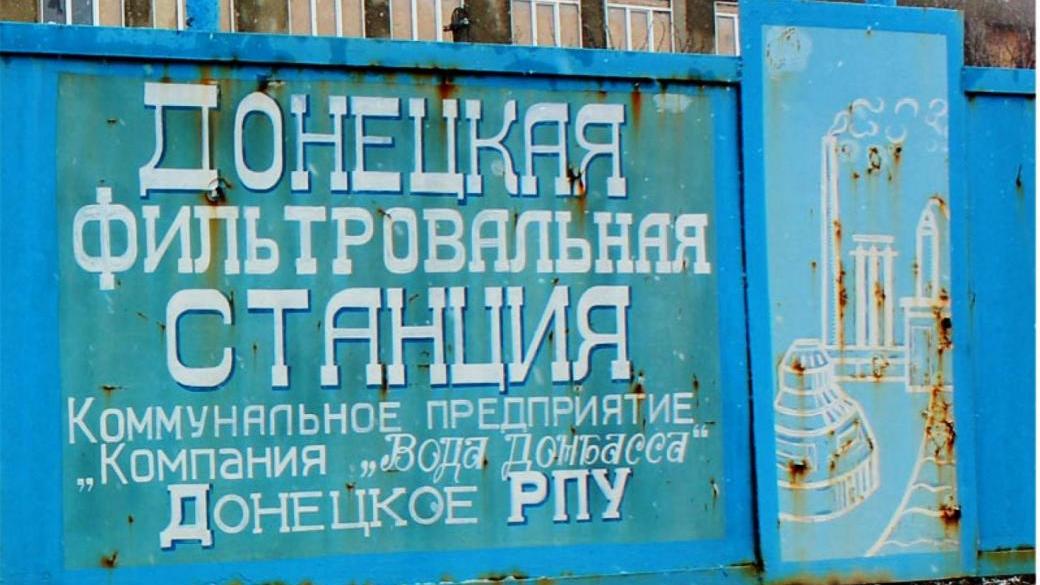 ДОНЕЦКАЯ
ФИЛЬТРОВАЛЬНАЯ
СТАНЦИЯ
КОММУНАЛЬНОЕ ПРЕДПРИЯТИЕ
„КОМПАНИЯ „ВОДА ДОНБАССА“
ДОНЕЦКОЕ РПУ